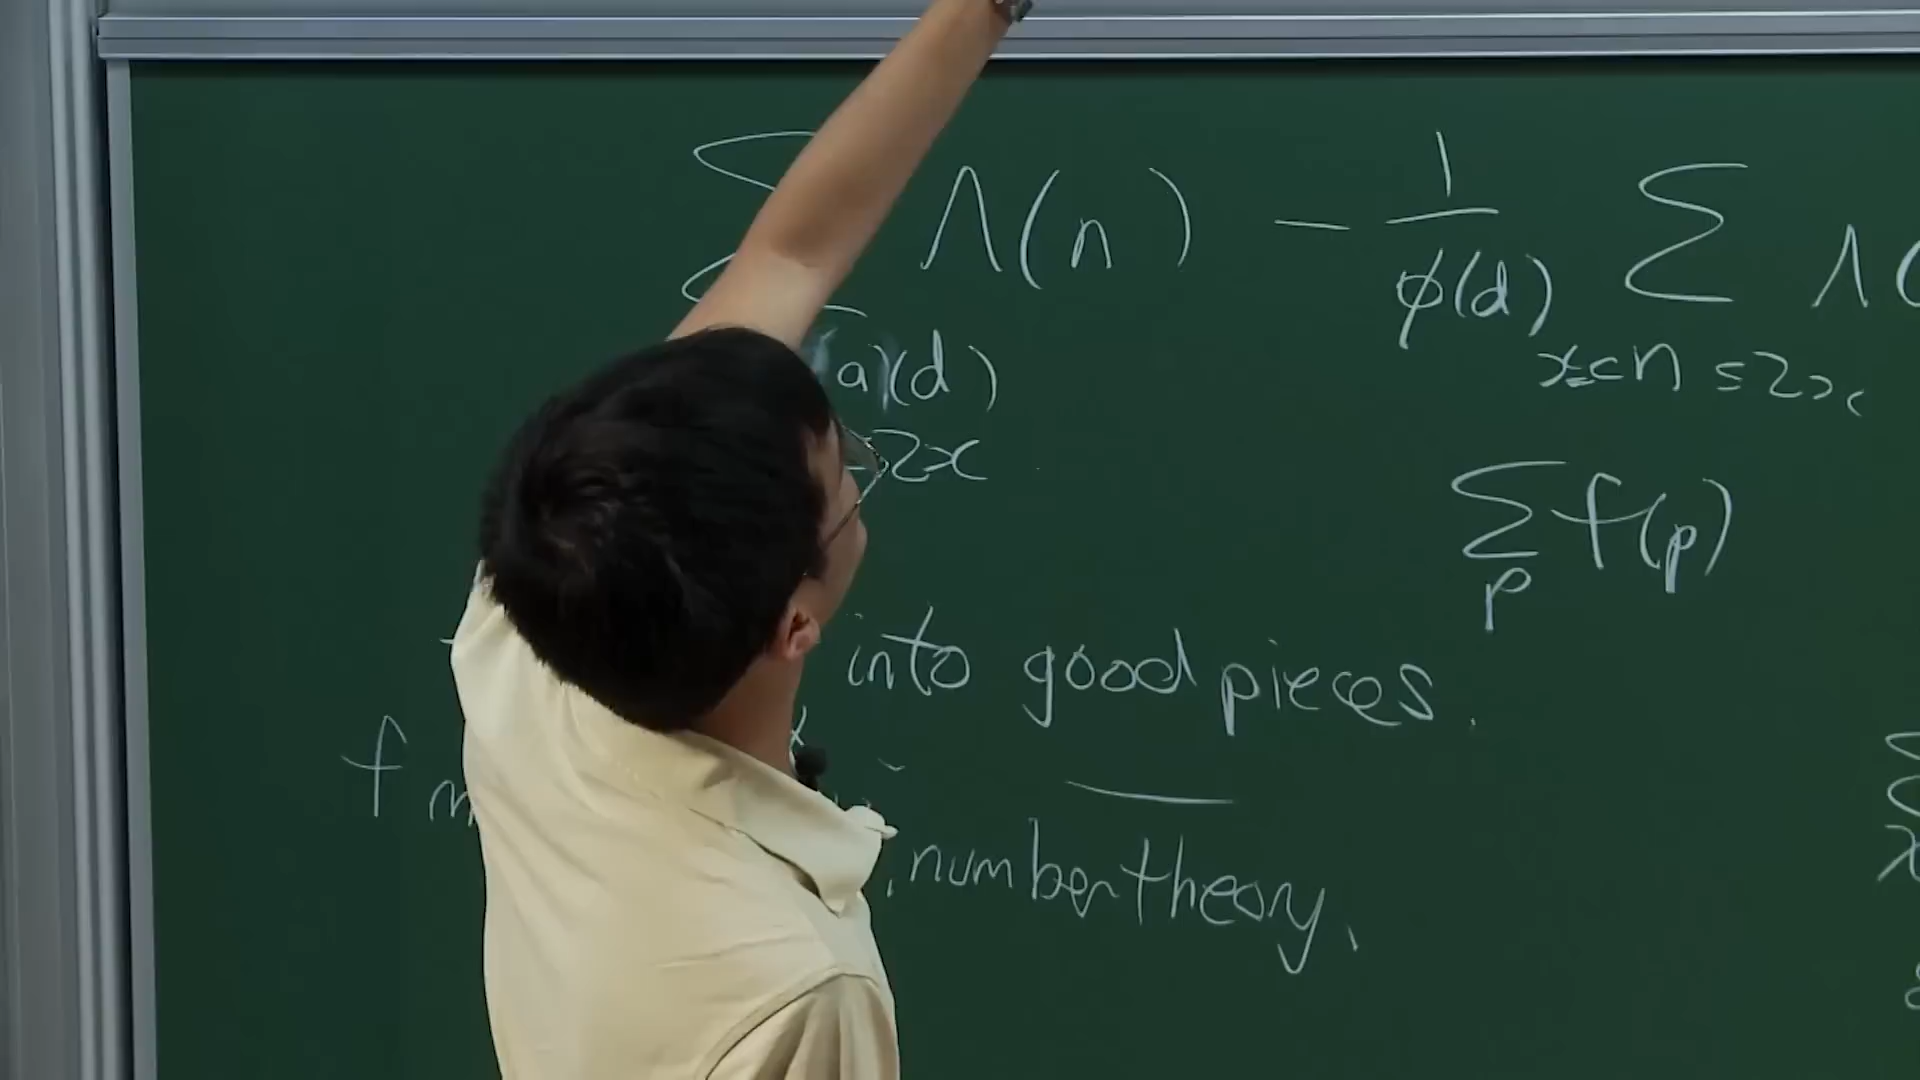 Σ Λ(n) - 1/ϕ(d) Σ Λ(
a (d) x≤n≤2x
≤2x
Σ f(p)
p
into good pieces.
f
number theory.